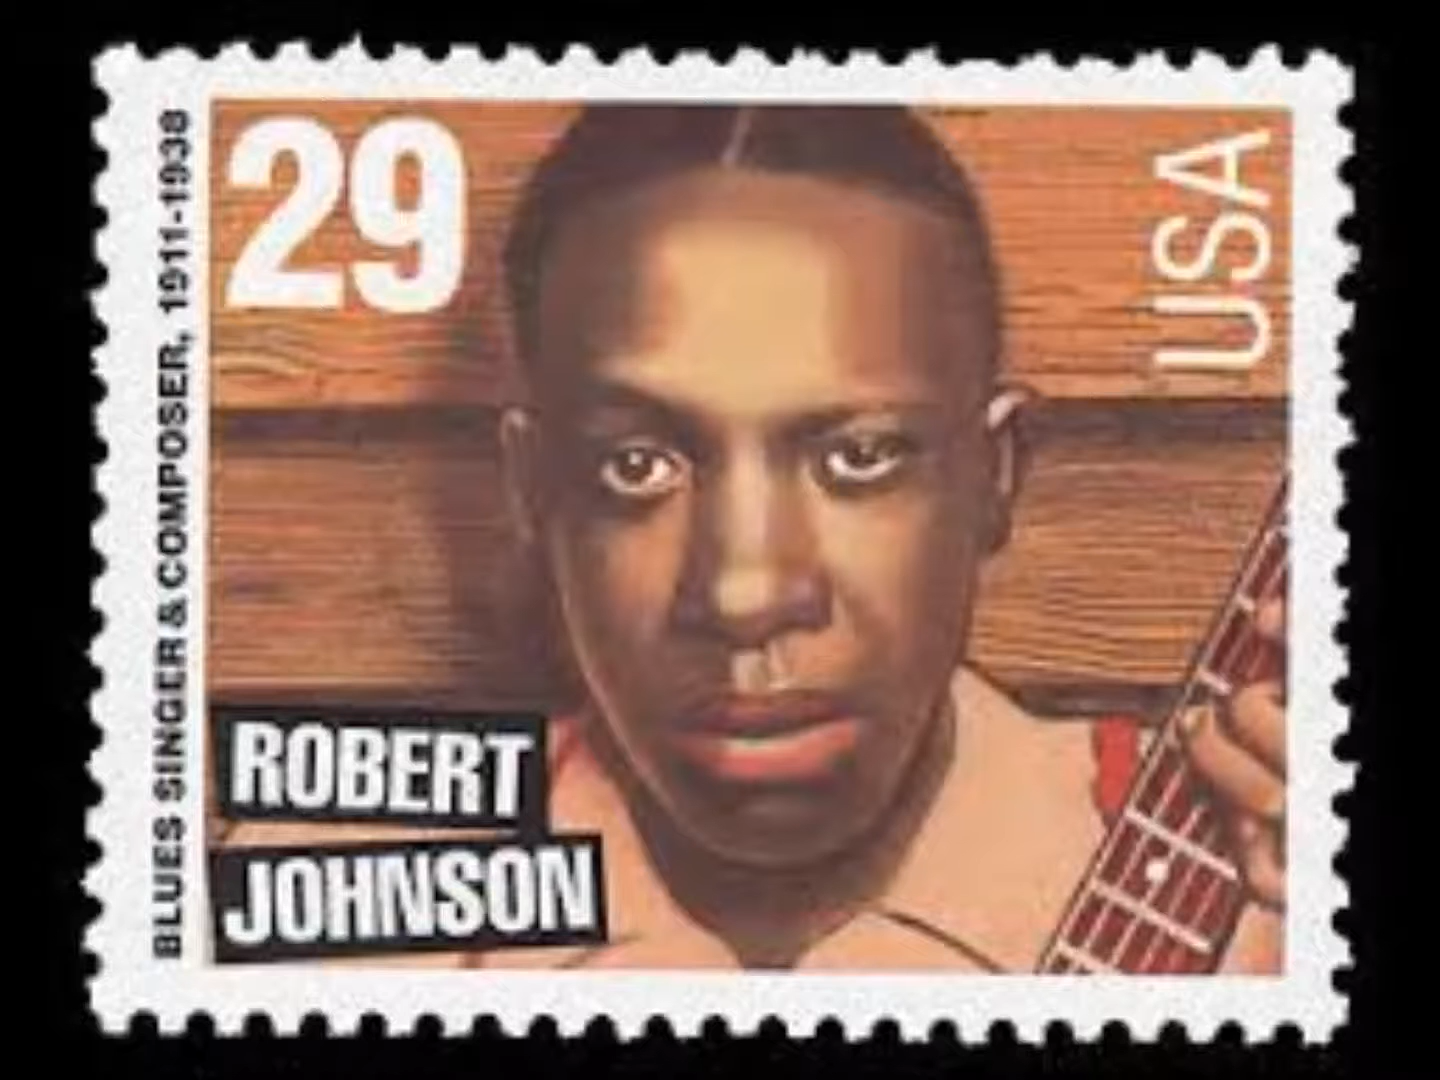 BLUES SINGER & COMPOSER, 1911-1938
29
USA
ROBERT
JOHNSON